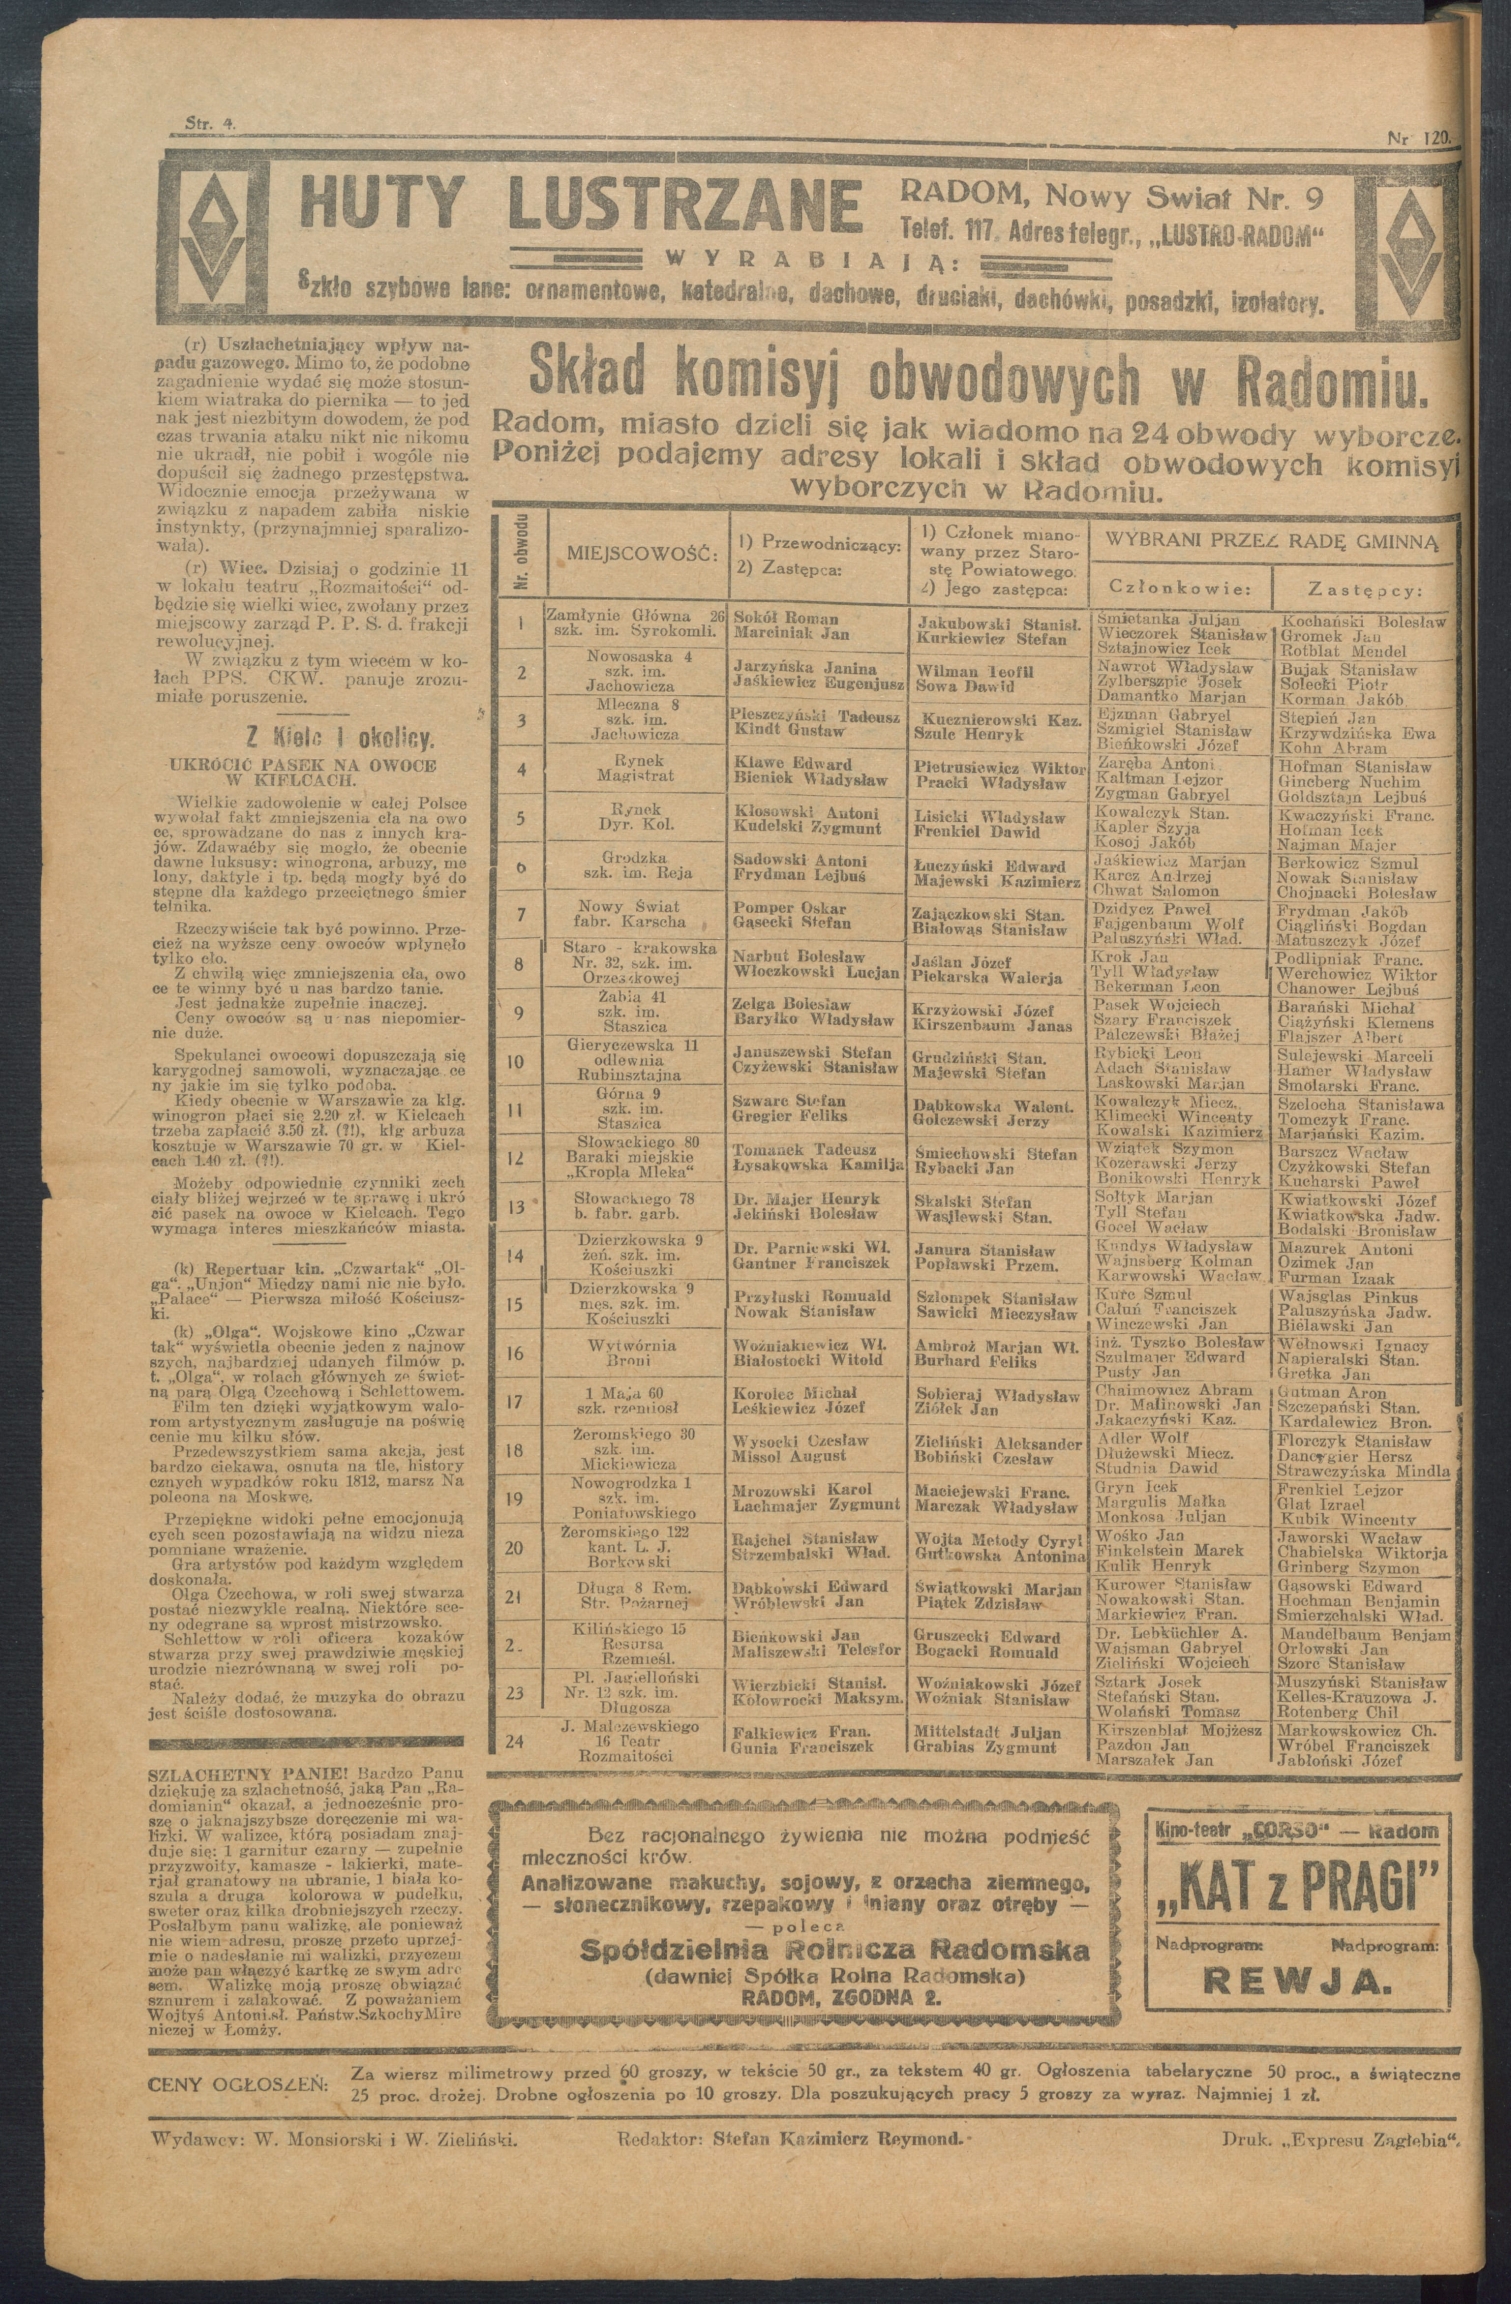 Str. 4.
Nr 120.
HUTY LUSTRZANE
RADOM, Nowy Swiat Nr. 9
Telef. 117. Adres telegr., „LUSTRO-RADOM“
WYRABIAJĄ:
Szkło szybowe lane: ornamentowe, katedralne, dachowe, druciaki, dachówki, posadzki, izolatory.
(r) Uszlachetniający wpływ na-
padu gazowego. Mimo to, że podobne
zagadnienie wydać się może stosun-
kiem wiatraka do piernika — to jed
nak jest niezbitym dowodem, że pod
czas trwania ataku nikt nic nikomu
nie ukradł, nie pobił i wogóle nie
dopuścił się żadnego przestępstwa.
Widocznie emocja przeżywana w
związku z napadem zabiła niskie
instynkty, (przynajmniej sparalizo-
wała).
(r) Wiec. Dzisiaj o godzinie 11
w lokalu teatru „Rozmaitości“ od-
będzie się wielki wiec, zwołany przez
miejscowy zarząd P. P. S. d. frakcji
rewolucyjnej.
W związku z tym wiecem w ko-
łach PPS. CKW. panuje zrozu-
miałe poruszenie.
Z Kielc i okolicy.
UKRÓCIĆ PASEK NA OWOCE
W KIELCACH.
Wielkie zadowolenie w całej Polsce
wywołał fakt zmniejszenia cła na owo
ce, sprowadzane do nas z innych kra-
jów. Zdawaćby się mogło, że obecnie
dawne luksusy: winogrona, arbuzy, me
lony, daktyle i tp. będą mogły być do
stępne dla każdego przeciętnego śmier
telnika.
Rzeczywiście tak być powinno. Prze-
cież na wyższe ceny owoców wpłynęło
tylko cło.
Z chwilą więc zmniejszenia cła, owo
ce te winny być u nas bardzo tanie.
Jest jednakże zupełnie inaczej.
Ceny owoców są u nas niepomier-
nie duże.
Spekulanci owocowi dopuszczają się
karygodnej samowoli, wyznaczając ce
ny jakie im się tylko podoba.
Kiedy obecnie w Warszawie za klg.
winogron płaci się 2.20 zł. w Kielcach
trzeba zapłacić 3.50 zł. (?!), klg arbuza
kosztuje w Warszawie 70 gr. w Kiel-
cach 1.40 zł. (?!).
Możeby odpowiednie czynniki zech
ciały bliżej wejrzeć w tę sprawę i ukró
cić pasek na owoce w Kielcach. Tego
wymaga interes mieszkańców miasta.
(k) Repertuar kin. „Czwartak“ „Ol-
ga“. „Unjon“ Między nami nic nie było.
„Palace“ — Pierwsza miłość Kościusz-
ki.
(k) „Olga“. Wojskowe kino „Czwar
tak“ wyświetla obecnie jeden z najnow
szych, najbardziej udanych filmów p.
t. „Olga“. w rolach głównych ze świet-
ną parą Olgą Czechową i Schlettowem.
Film ten dzięki wyjątkowym walo-
rom artystycznym zasługuje na poświę
cenie mu kilku słów.
Przedewszystkiem sama akcja, jest
bardzo ciekawa, osnuta na tle, history
cznych wypadków roku 1812, marsz Na
poleona na Moskwę.
Przepiękne widoki pełne emocjonują
cych scen pozostawiają na widzu nieza
pomniane wrażenie.
Gra artystów pod każdym względem
doskonała.
Olga Czechowa, w roli swej stwarza
postać niezwykle realną. Niektóre sce-
ny odegrane są wprost mistrzowsko.
Schlettow w roli oficera kozaków
stwarza przy swej prawdziwie męskiej
urodzie niezrównaną w swej roli po-
stać.
Należy dodać, że muzyka do obrazu
jest ściśle dostosowana.
SZLACHETNY PANIE! Bardzo Panu
dziękuję za szlachetność, jaką Pan „Ra-
domianin“ okazał, a jednocześnie pro-
szę o jaknajszybsze doręczenie mi wa-
lizki. W walizce, którą posiadam znaj-
duje się: 1 garnitur czarny — zupełnie
przyzwoity, kamasze - lakierki, mate-
rjał granatowy na ubranie, 1 biała ko-
szula a druga kolorowa w pudełku,
sweter oraz kilka drobniejszych rzeczy.
Posłałbym panu walizkę, ale ponieważ
nie wiem adresu, proszę przeto uprzej-
mie o nadesłanie mi walizki, przyczem
może pan włączyć kartkę ze swym adre
sem. Walizkę moją proszę obwiązać
sznurem i zalakować. Z poważaniem
Wojtyś Antoni.sł. Państw.SzkochyMire
niczej w Łomży.
Skład komisyj obwodowych w Radomiu.
Radom, miasto dzieli się jak wiadomo na 24 obwody wyborcze.
Poniżej podajemy adresy lokali i skład obwodowych komisyj
wyborczych w Radomiu.
Nr. obwodu
MIEJSCOWOŚĆ:
1) Przewodniczący:
2) Zastępca:
1) Członek miano-
wany przez Staro-
stę Powiatowego:
2) Jego zastępca:
WYBRANI PRZEZ RADĘ GMINNĄ
Członkowie:
Zastępcy:
1
Zamłynie Główna 26
szk. im. Syrokomli.
Sokół Roman
Marciniak Jan
Jakubowski Stanisł.
Kurkiewicz Stefan
Śmietanka Juljan
Wieczorek Stanisław
Sztajnowicz Icek
Kochański Bolesław
Gromek Jan
Rotblat Mendel
2
Nowosaska 4
szk. im.
Jachowicza
Jarzyńska Janina
Jaśkiewicz Eugenjusz
Wilman Teofil
Sowa Dawid
Nawrot Władysław
Zylberszpic Josek
Damantko Marjan
Bujak Stanisław
Solecki Piotr
Korman Jakób
3
Mleczna 8
szk. im.
Jachowicza
Pieszczyński Tadeusz
Kindt Gustaw
Kucznierowski Kaz.
Szulc Henryk
Ejzman Gabryel
Szmigiel Stanisław
Bieńkowski Józef
Stępień Jan
Krzywdzińska Ewa
Kohn Abram
4
Rynek
Magistrat
Klawe Edward
Bieniek Władysław
Pietrusiewicz Wiktor
Pracki Władysław
Zaręba Antoni
Kaltman Lejzor
Zygman Gabryel
Hofman Stanisław
Gincberg Nuchim
Goldsztajn Lejbuś
5
Rynek
Dyr. Kol.
Kłosowski Antoni
Kudelski Zygmunt
Lisicki Władysław
Frenkiel Dawid
Kowalczyk Stan.
Kapler Szyja
Kosoj Jakób
Kwaczyński Franc.
Hofman Icek
Najman Majer
6
Grodzka
szk. im. Reja
Sadowski Antoni
Frydman Lejbuś
Łuczyński Edward
Majewski Kazimierz
Jaśkiewicz Marjan
Karcz Andrzej
Chwat Salomon
Berkowicz Szmul
Nowak Stanisław
Chojnacki Bolesław
7
Nowy Świat
fabr. Karscha
Pomper Oskar
Gąsecki Stefan
Zajączkowski Stan.
Białowąs Stanisław
Dzidycz Paweł
Fajgenbaum Wolf
Paluszyński Wład.
Frydman Jakób
Ciągliński Bogdan
Matuszczyk Józef
8
Staro - krakowska
Nr. 32, szk. im.
Orzeszkowej
Narbut Bolesław
Włoczkowski Lucjan
Jaślan Józef
Piekarska Walerja
Krok Jan
Tyll Władysław
Bekerman Leon
Podlipniak Franc.
Werchowicz Wiktor
Chanower Lejbuś
9
Żabia 41
szk. im.
Staszica
Zelga Bolesław
Baryłko Władysław
Krzyżowski Józef
Kirszenbaum Janas
Pasek Wojciech
Szary Franciszek
Palczewski Błażej
Barański Michał
Ciążyński Klemens
Flajszer Albert
10
Gieryczewska 11
odlewnia
Rubinsztajna
Januszewski Stefan
Czyżewski Stanisław
Grudziński Stan.
Majewski Stefan
Rybicki Leon
Adach Stanisław
Laskowski Marjan
Sulejewski Marceli
Hamer Władysław
Smolarski Franc.
11
Górna 9
szk. im.
Staszica
Szwarc Stefan
Gregier Feliks
Dąbkowska Walent.
Golczewski Jerzy
Kowalczyk Miecz.
Klimecki Wincenty
Kowalski Kazimierz
Szelocha Stanisława
Tomczyk Franc.
Marjański Kazim.
12
Słowackiego 80
Baraki miejskie
„Kropla Mleka“
Tomanek Tadeusz
Łysakowska Kamilja
Śmiechowski Stefan
Rybacki Jan
Wziątek Szymon
Kozerawski Jerzy
Bonikowski Henryk
Barszcz Wacław
Czyżkowski Stefan
Kucharski Paweł
13
Słowackiego 78
b. fabr. garb.
Dr. Majer Henryk
Jekiński Bolesław
Skalski Stefan
Wasilewski Stan.
Sołtyk Marjan
Tyll Stefan
Goceł Wacław
Kwiatkowski Józef
Kwiatkowska Jadw.
Bodalski Bronisław
14
Dzierzkowska 9
żeń. szk. im.
Kościuszki
Dr. Parniewski Wł.
Gantner Franciszek
Janura Stanisław
Popławski Przem.
Kundys Władysław
Wajnsberg Kolman
Karwowski Wacław
Mazurek Antoni
Ozimek Jan
Furman Izaak
15
Dzierzkowska 9
męs. szk. im.
Kościuszki
Przyłuski Romuald
Nowak Stanisław
Szlompek Stanisław
Sawicki Mieczysław
Kurc Szmul
Całuń Franciszek
Winczewski Jan
Wajsglas Pinkus
Paluszyńska Jadw.
Bielawski Jan
16
Wytwórnia
Broni
Woźniakiewicz Wł.
Białostocki Witold
Ambroż Marjan Wł.
Burhard Feliks
inż. Tyszko Bolesław
Szulmajer Edward
Pusty Jan
Wełnowski Ignacy
Napieralski Stan.
Gretka Jan
17
1 Maja 60
szk. rzemiosł
Korolec Michał
Leśkiewicz Józef
Sobieraj Władysław
Ziółek Jan
Chaimowicz Abram
Dr. Malinowski Jan
Jakaczyński Kaz.
Gutman Aron
Szczepański Stan.
Kardalewicz Bron.
18
Żeromskiego 30
szk. im.
Mickiewicza
Wysocki Czesław
Missol August
Zieliński Aleksander
Bobiński Czesław
Adler Wolf
Dłużewski Miecz.
Studnia Dawid
Florczyk Stanisław
Dancygier Hersz
Strawczyńska Mindla
19
Nowogrodzka 1
szk. im.
Poniatowskiego
Mrozowski Karol
Lachmajer Zygmunt
Maciejewski Franc.
Marczak Władysław
Gryn Icek
Margulis Małka
Monkosa Juljan
Frenkiel Lejzor
Glat Izrael
Kubik Wincenty
20
Żeromskiego 122
kant. L. J.
Borkowski
Rajchel Stanisław
Strzembalski Wład.
Wojta Metody Cyryl
Gutkowska Antonina
Wośko Jan
Finkelstein Marek
Kulik Henryk
Jaworski Wacław
Chabielska Wiktorja
Grinberg Szymon
21
Długa 8 Rem.
Str. Pożarnej
Dąbkowski Edward
Wróblewski Jan
Świątkowski Marjan
Piątek Zdzisław
Kurower Stanisław
Nowakowski Stan.
Markiewicz Fran.
Gąsowski Edward
Hochman Benjamin
Śmierzchalski Wład.
2
Kilińskiego 15
Resursa
Rzemieśl.
Bieńkowski Jan
Maliszewski Telesfor
Gruszecki Edward
Bogacki Romuald
Dr. Lebküchler A.
Wajsman Gabryel
Zieliński Wojciech
Mandelbaum Benjam
Orłowski Jan
Szorc Stanisław
23
Pl. Jagielloński
Nr. 12 szk. im.
Długosza
Wierzbicki Stanisł.
Kołowrocki Maksym.
Woźniakowski Józef
Woźniak Stanisław
Sztark Josek
Stefański Stan.
Wolański Tomasz
Muszyński Stanisław
Kelles-Krauzowa J.
Rotenberg Chil
24
J. Malczewskiego
16 Teatr
Rozmaitości
Falkiewicz Fran.
Gunia Franciszek
Mittelstadt Juljan
Grabias Zygmunt
Kirszenblat Mojżesz
Pazdon Jan
Marszałek Jan
Markowskowicz Ch.
Wróbel Franciszek
Jabłoński Józef
Bez racjonalnego żywienia nie można podnieść
mleczności krów.
Analizowane makuchy, sojowy, z orzecha ziemnego,
— słonecznikowy, rzepakowy i lniany oraz otręby —
— poleca
Spółdzielnia Rolnicza Radomska
(dawniej Spółka Rolna Radomska)
RADOM, ZGODNA 2.
Kino-teatr „CORSO“ — Radom
„KAT z PRAGI”
Nadprogram: Nadprogram:
REWJA.
CENY OGŁOSZEŃ:
Za wiersz milimetrowy przed 60 groszy, w tekście 50 gr., za tekstem 40 gr. Ogłoszenia tabelaryczne 50 proc., a świąteczne
25 proc. drożej. Drobne ogłoszenia po 10 groszy. Dla poszukujących pracy 5 groszy za wyraz. Najmniej 1 zł.
Wydawcy: W. Monsiorski i W. Zieliński.
Redaktor: Stefan Kazimierz Reymond.
Druk. „Expresu Zagłębia“.